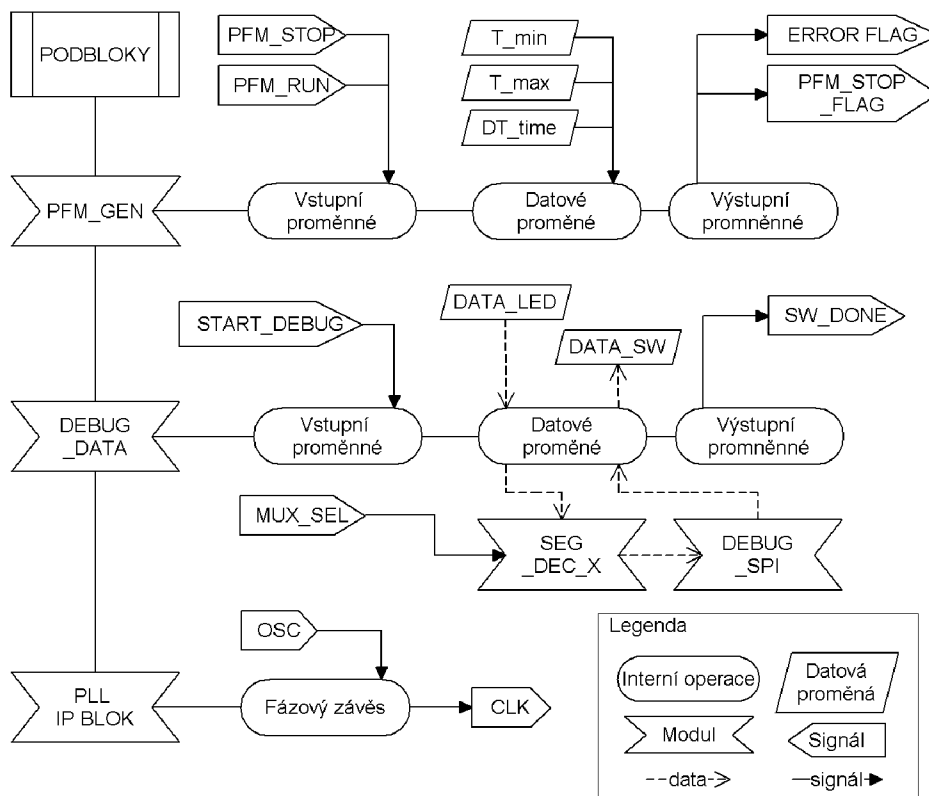 PODBLOKY
PFM_STOP
PFM_RUN
T_min
T_max
DT_time
ERROR FLAG
PFM_STOP
_FLAG
PFM_GEN
Vstupní
proměnné
Datové
proměné
Výstupní
promněnné
START_DEBUG
DATA_LED
DATA_SW
SW_DONE
DEBUG
_DATA
Vstupní
proměnné
Datové
proměné
Výstupní
promněnné
MUX_SEL
SEG
_DEC_X
DEBUG
_SPI
OSC
PLL
IP BLOK
Fázový závěs
CLK
Legenda
Interní operace
Datová
proměná
Modul
Signál
data
signál